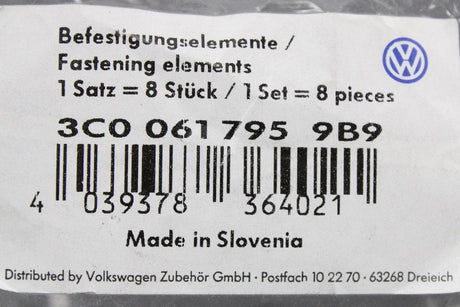 Befestigungselemente /
Fastening elements
1 Satz = 8 Stück / 1 Set = 8 pieces
3C0 061 795 9B9
4 039378 364021
Made in Slovenia
Distributed by Volkswagen Zubehör GmbH · Postfach 10 22 70 · 63268 Dreieich